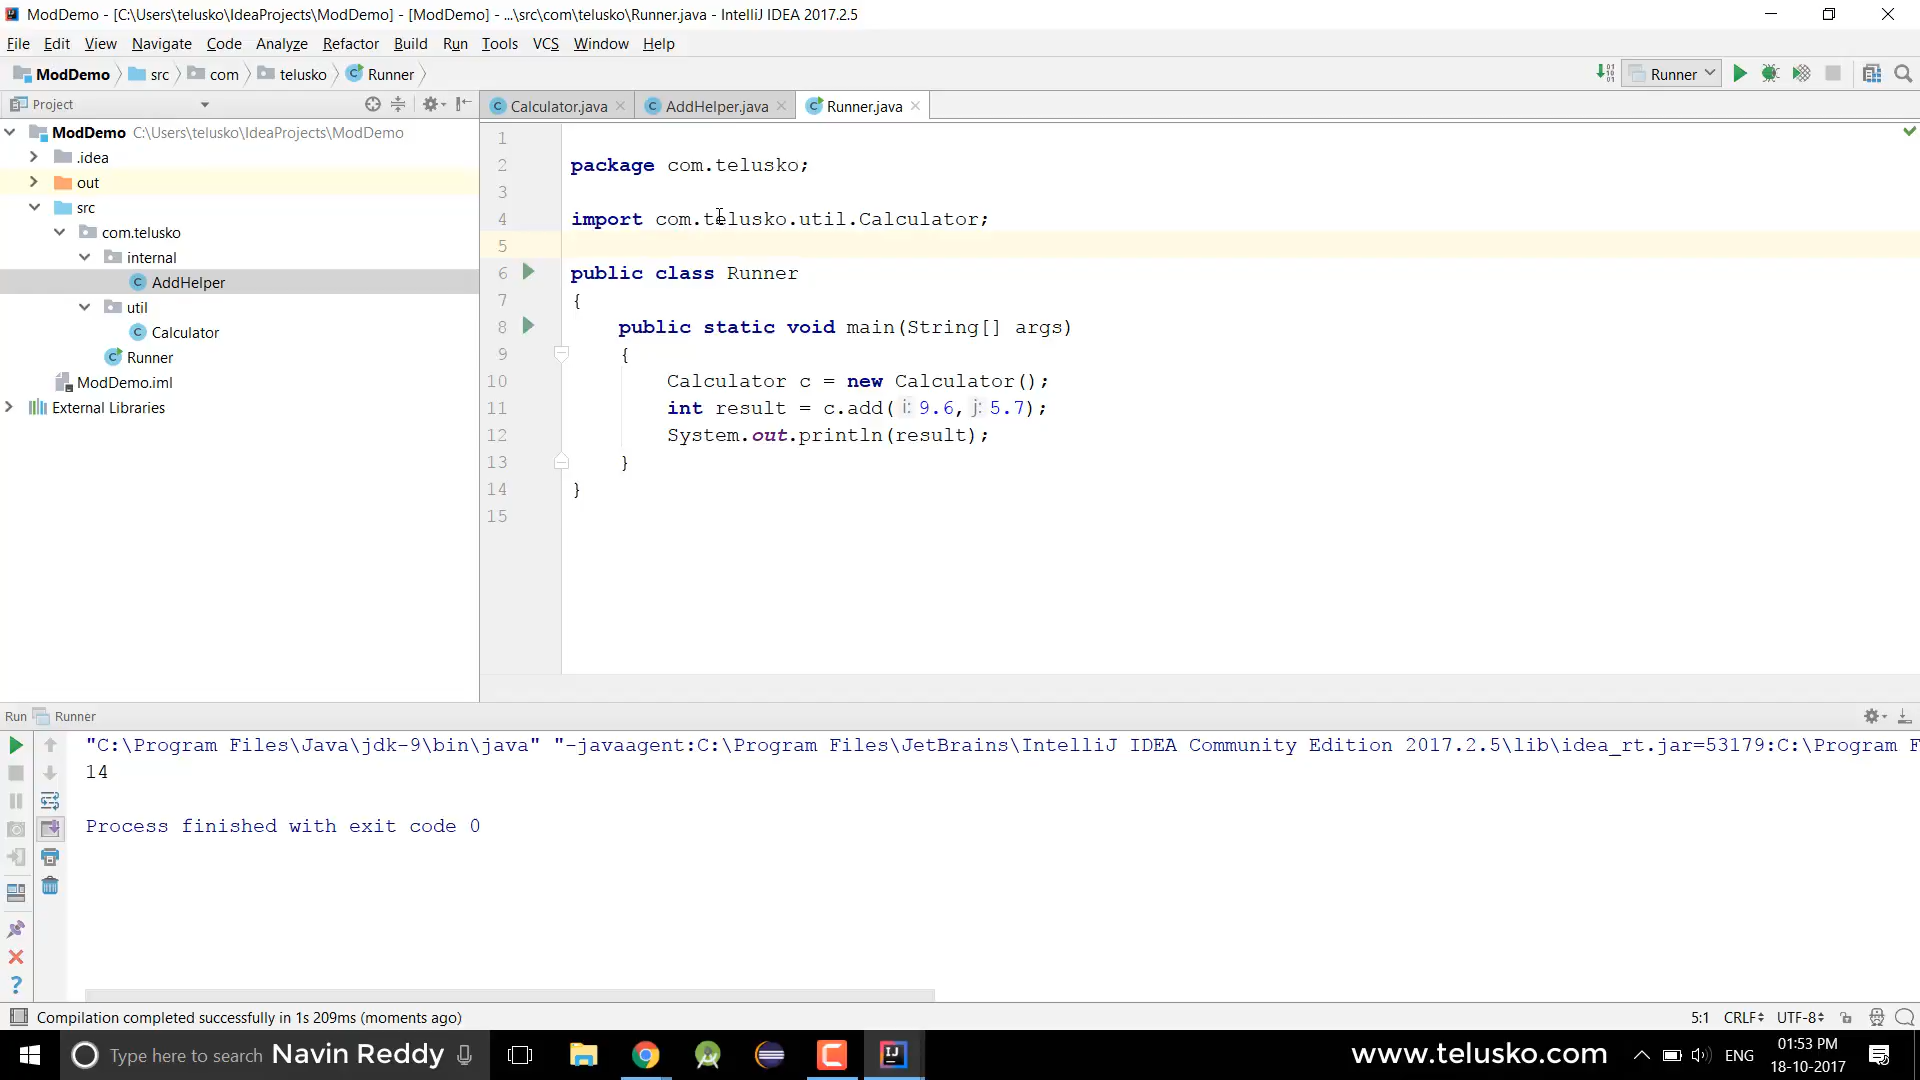 ModDemo - [C:\Users\telusko\IdeaProjects\ModDemo] - [ModDemo] - ...\src\com\telusko\Runner.java - IntelliJ IDEA 2017.2.5
File Edit View Navigate Code Analyze Refactor Build Run Tools VCS Window Help
ModDemo src com telusko Runner
Runner
Project
Calculator.java AddHelper.java Runner.java
ModDemo C:\Users\telusko\IdeaProjects\ModDemo
.idea
out
src
com.telusko
internal
AddHelper
util
Calculator
Runner
ModDemo.iml
External Libraries
1
2 package com.telusko;
3
4 import com.telusko.util.Calculator;
5
6 public class Runner
7 {
8 public static void main(String[] args)
9 {
10 Calculator c = new Calculator();
11 int result = c.add( i: 9.6, j: 5.7);
12 System.out.println(result);
13 }
14 }
15
Run Runner
"C:\Program Files\Java\jdk-9\bin\java" "-javaagent:C:\Program Files\JetBrains\IntelliJ IDEA Community Edition 2017.2.5\lib\idea_rt.jar=53179:C:\Program F
14
Process finished with exit code 0
Compilation completed successfully in 1s 209ms (moments ago)
5:1 CRLF UTF-8
Type here to search Navin Reddy
www.telusko.com
ENG
01:53 PM
18-10-2017